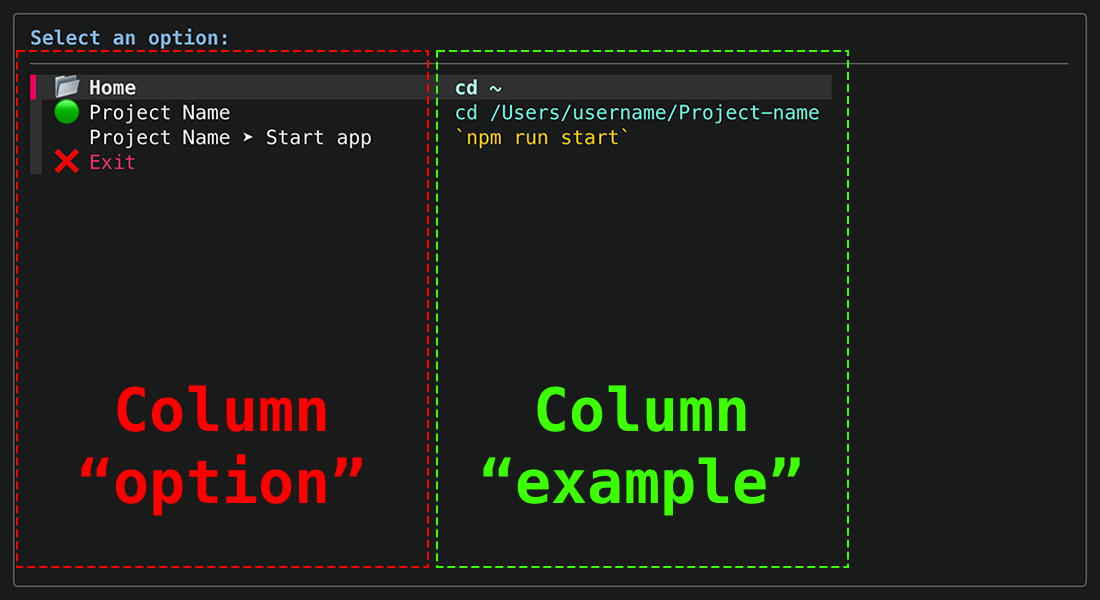 Select an option:
Home cd ~
Project Name cd /Users/username/Project-name
Project Name ➤ Start app `npm run start`
Exit
Column
“option”
Column
“example”